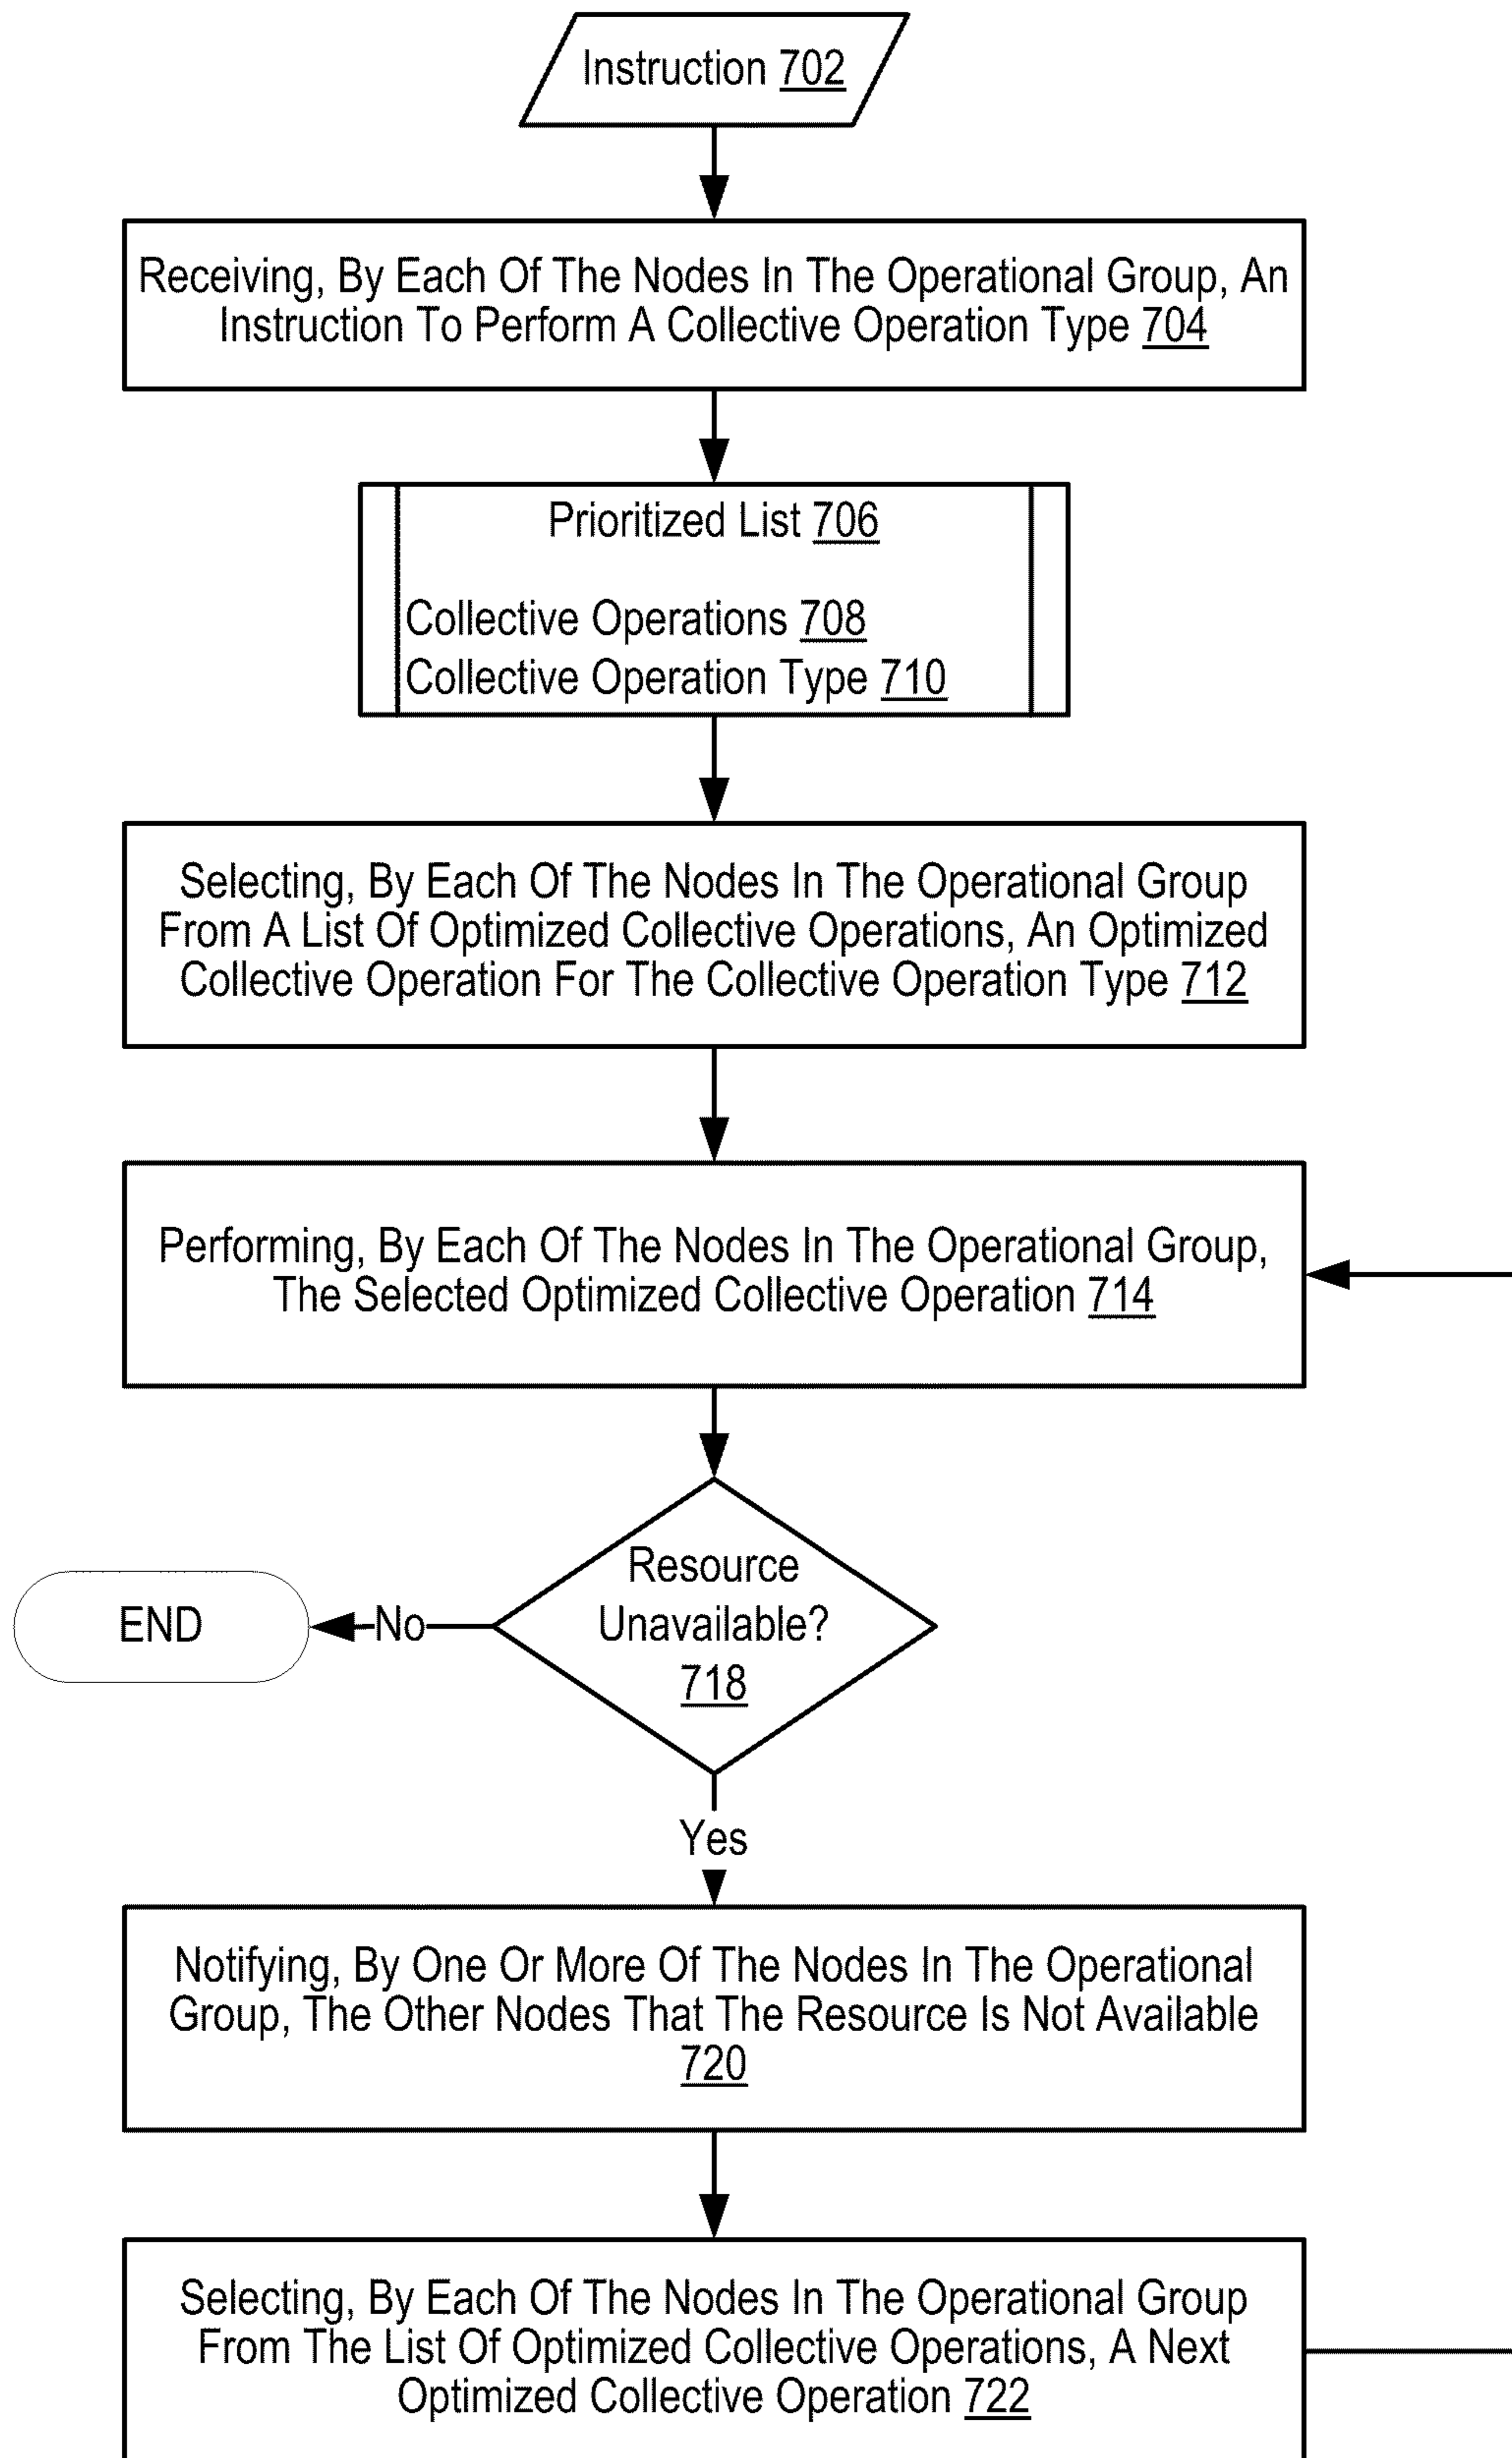 Instruction 702
Receiving, By Each Of The Nodes In The Operational Group, An
Instruction To Perform A Collective Operation Type 704
Prioritized List 706
Collective Operations 708
Collective Operation Type 710
Selecting, By Each Of The Nodes In The Operational Group
From A List Of Optimized Collective Operations, An Optimized
Collective Operation For The Collective Operation Type 712
Performing, By Each Of The Nodes In The Operational Group,
The Selected Optimized Collective Operation 714
Resource
Unavailable?
718
No
END
Yes
Notifying, By One Or More Of The Nodes In The Operational
Group, The Other Nodes That The Resource Is Not Available
720
Selecting, By Each Of The Nodes In The Operational Group
From The List Of Optimized Collective Operations, A Next
Optimized Collective Operation 722